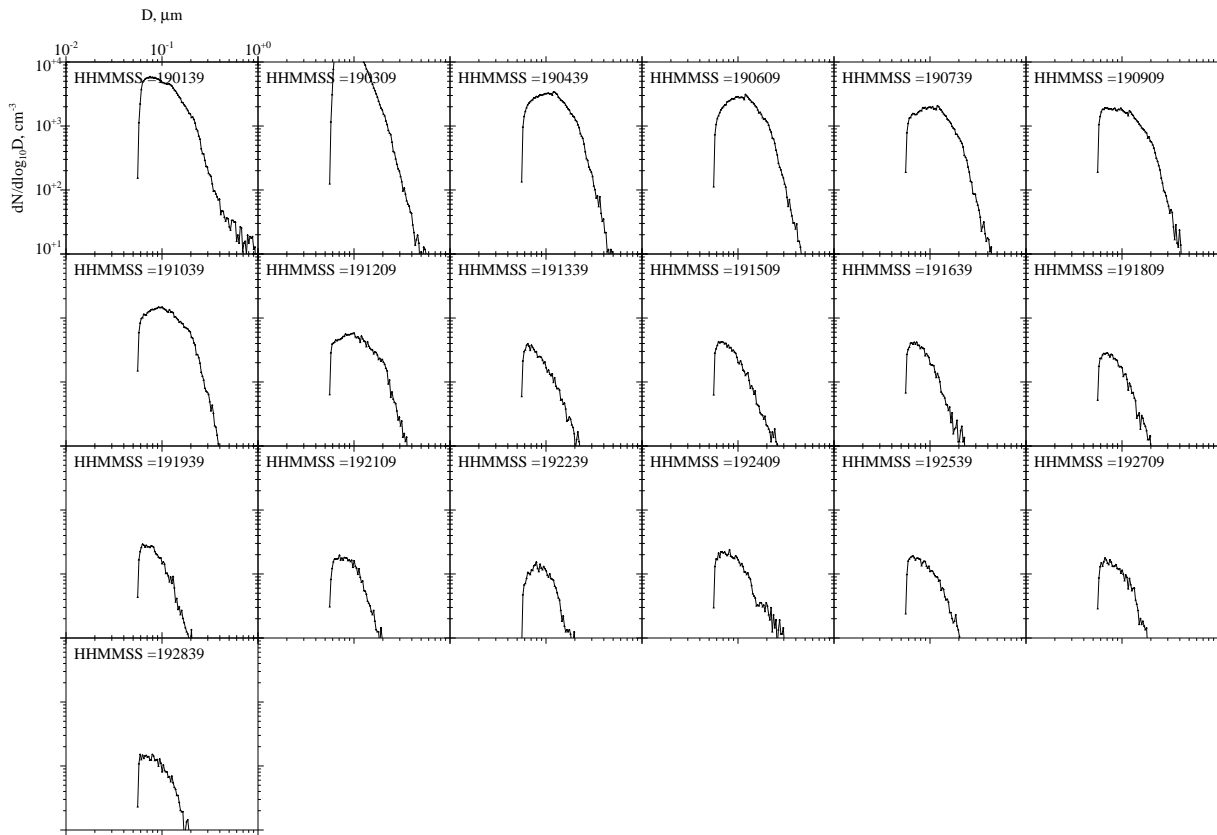 D, μm
10-2 10-1 10+0
10+4
10+3
10+2
10+1
dN/dlog10D, cm-3
HHMMSS =190139 HHMMSS =190309 HHMMSS =190439 HHMMSS =190609 HHMMSS =190739 HHMMSS =190909
HHMMSS =191039 HHMMSS =191209 HHMMSS =191339 HHMMSS =191509 HHMMSS =191639 HHMMSS =191809
HHMMSS =191939 HHMMSS =192109 HHMMSS =192239 HHMMSS =192409 HHMMSS =192539 HHMMSS =192709
HHMMSS =192839